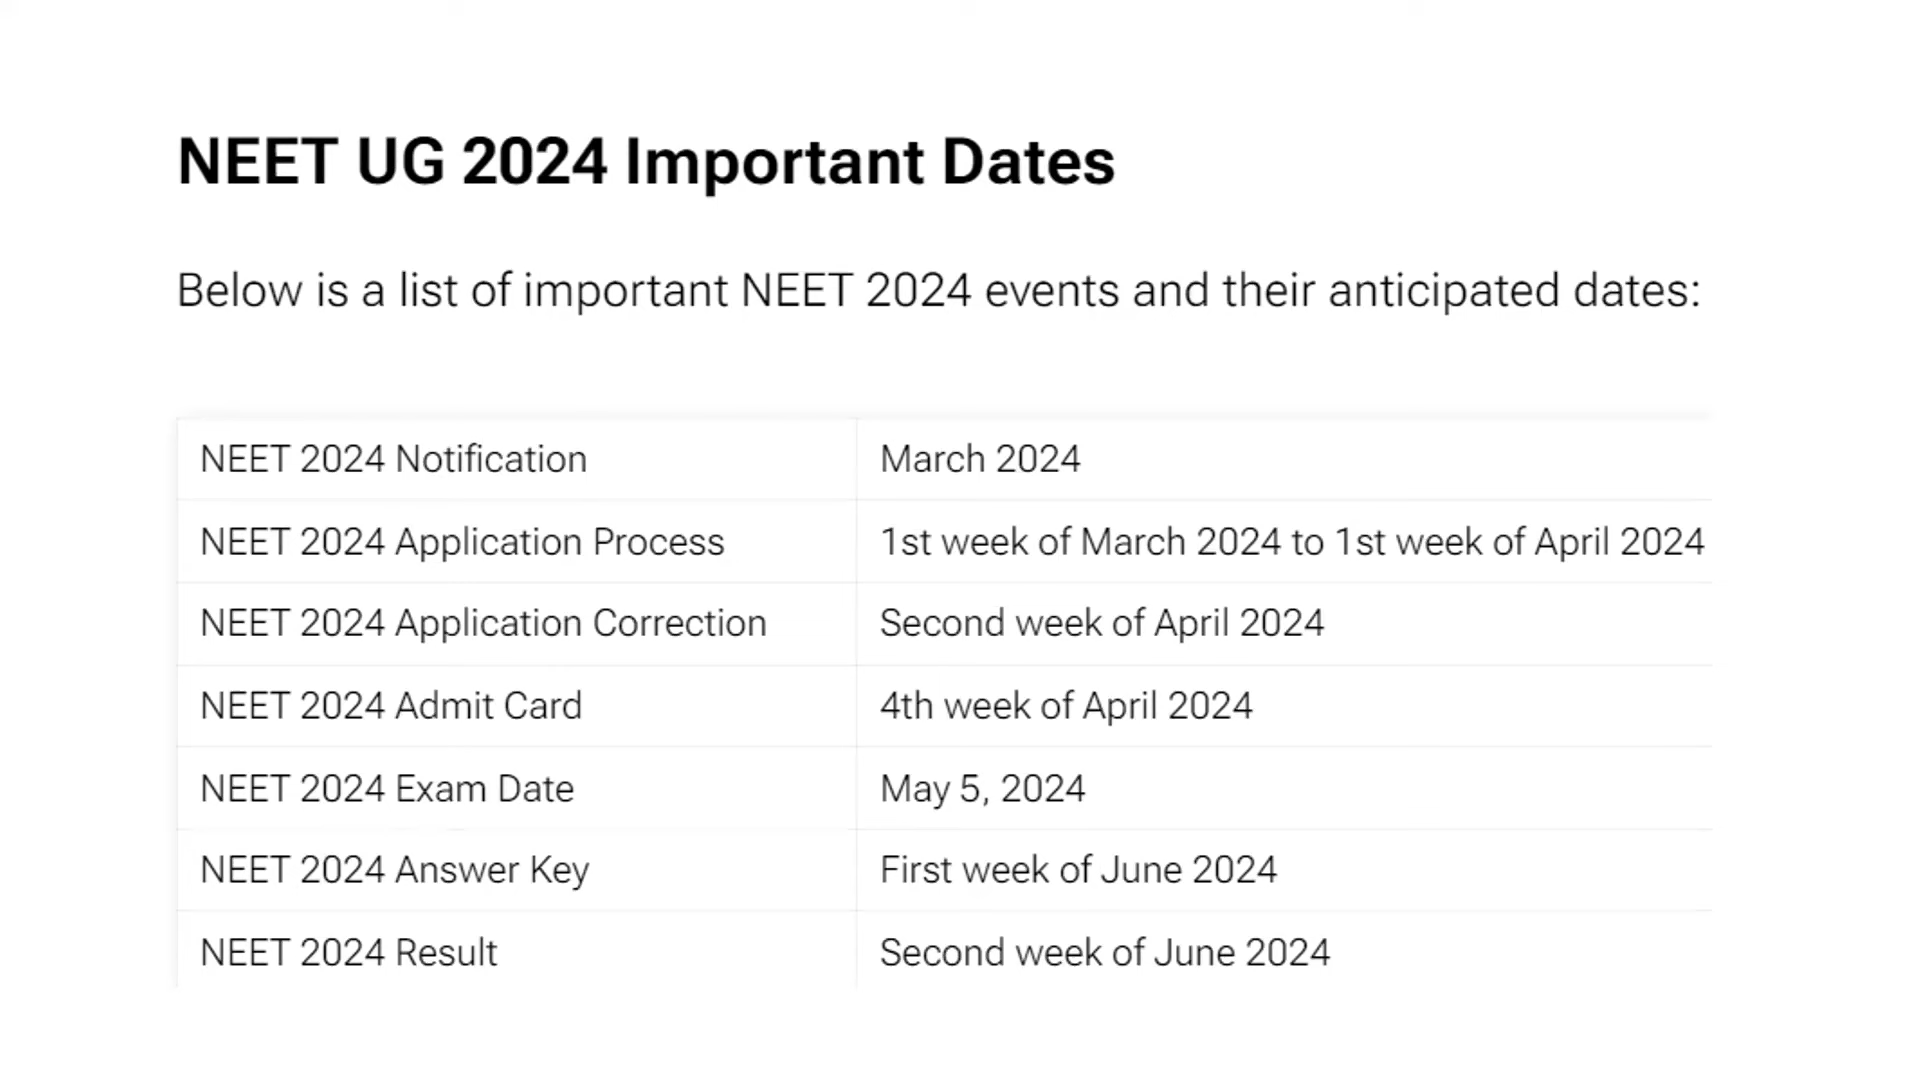 NEET UG 2024 Important Dates
Below is a list of important NEET 2024 events and their anticipated dates:
NEET 2024 Notification March 2024
NEET 2024 Application Process 1st week of March 2024 to 1st week of April 2024
NEET 2024 Application Correction Second week of April 2024
NEET 2024 Admit Card 4th week of April 2024
NEET 2024 Exam Date May 5, 2024
NEET 2024 Answer Key First week of June 2024
NEET 2024 Result Second week of June 2024